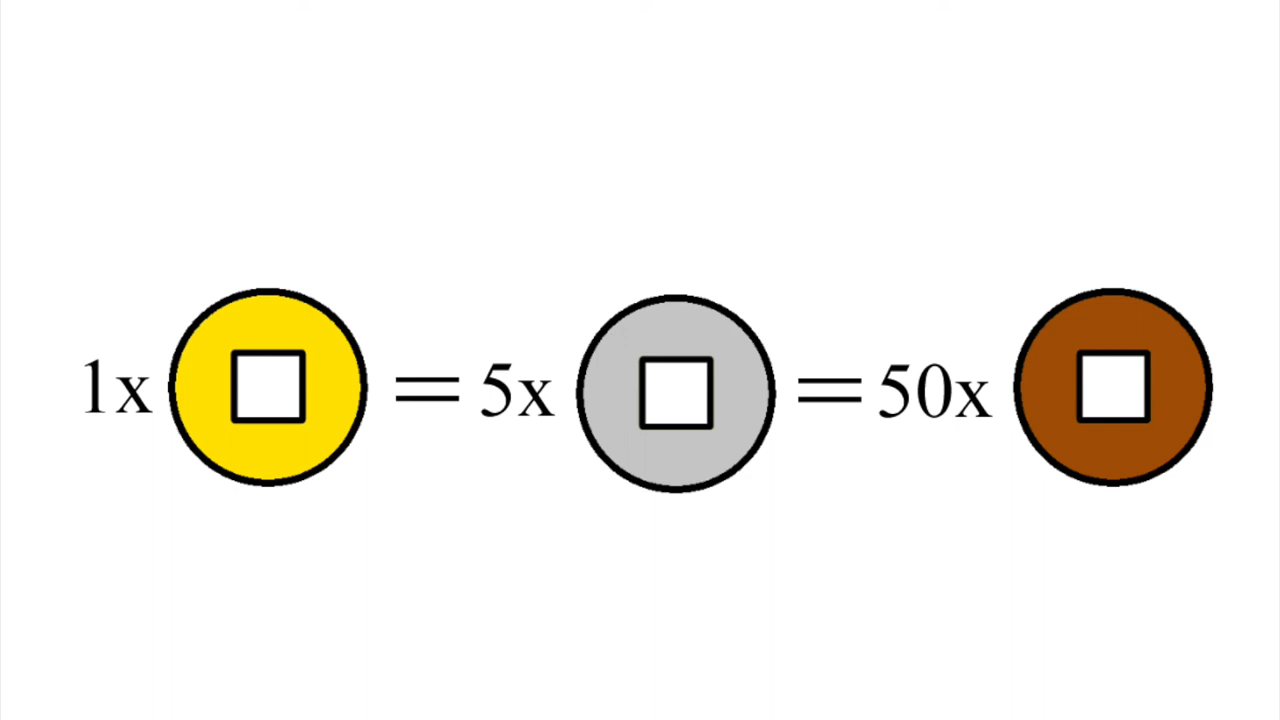 1x = 5x = 50x